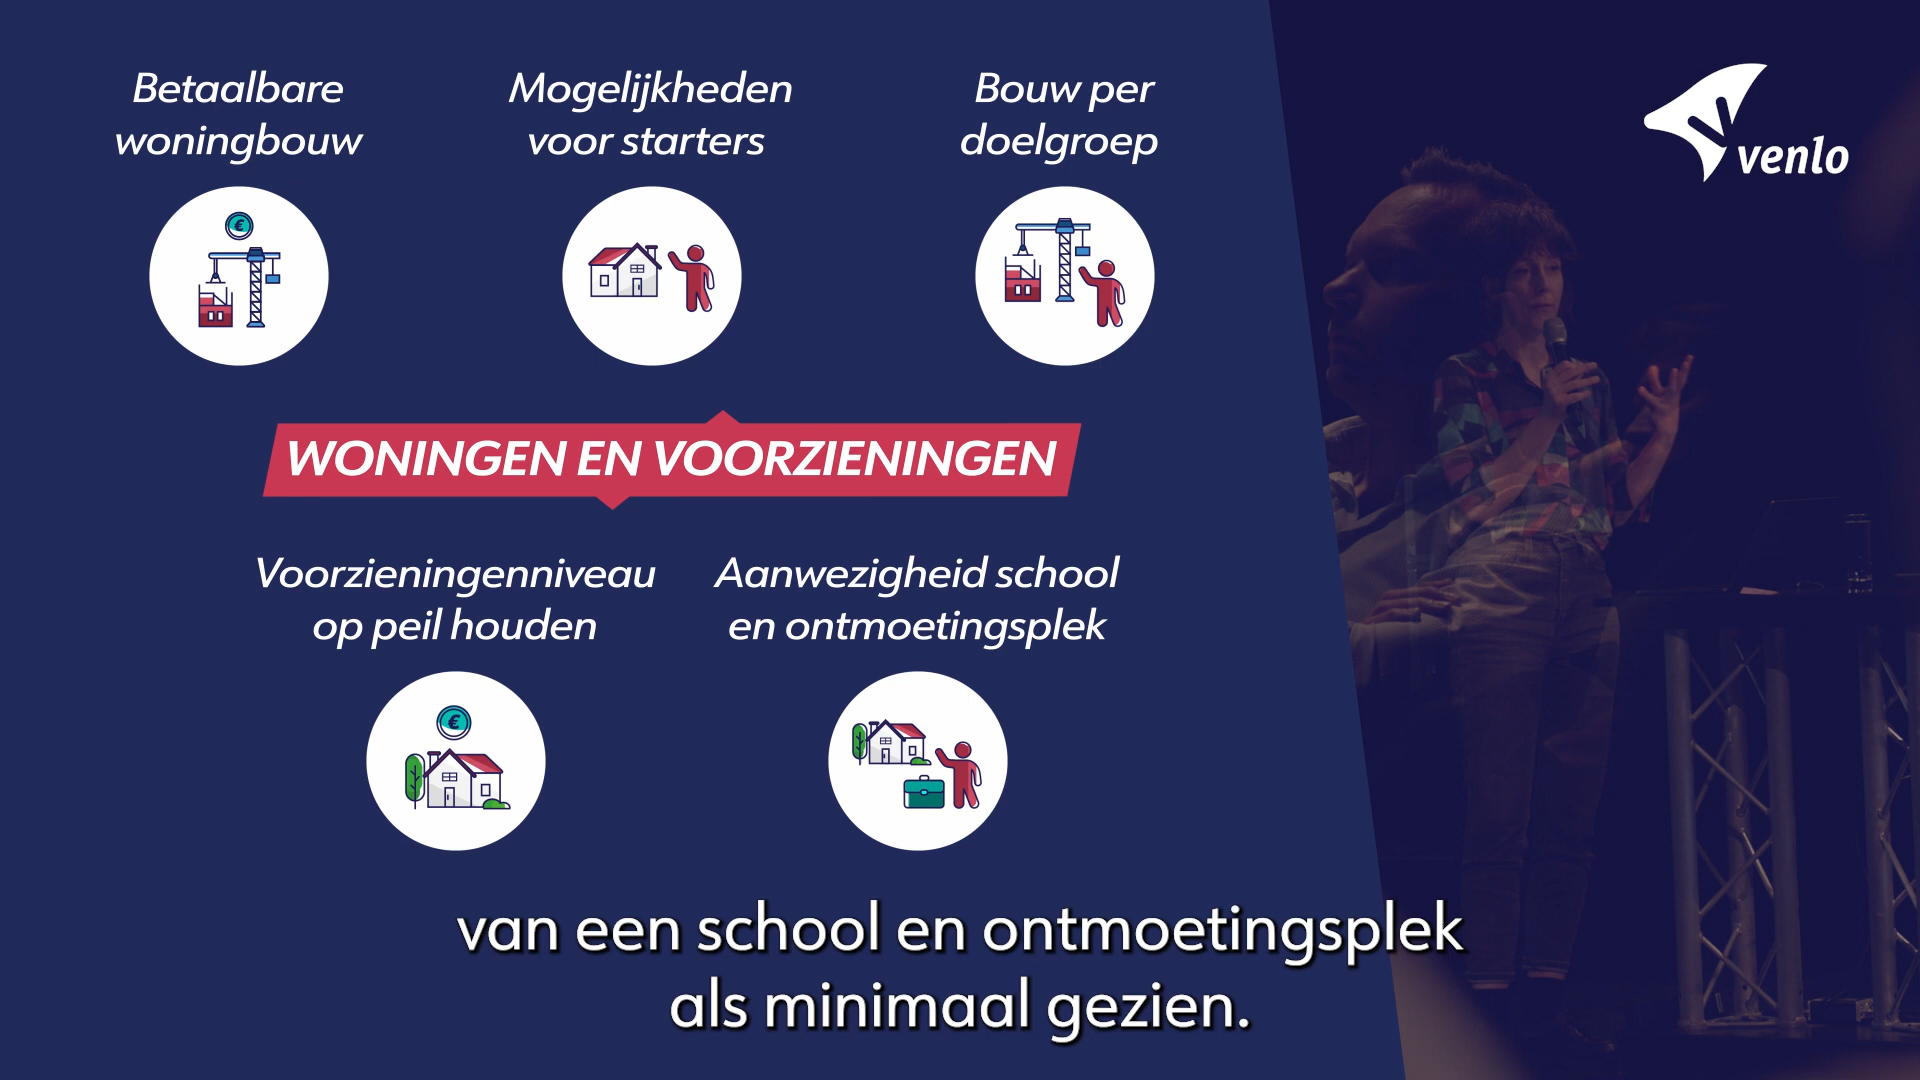 Betaalbare
woningbouw
Mogelijkheden
voor starters
Bouw per
doelgroep
venlo
WONINGEN EN VOORZIENINGEN
Voorzieningenniveau
op peil houden
Aanwezigheid school
en ontmoetingsplek
van een school en ontmoetingsplek
als minimaal gezien.